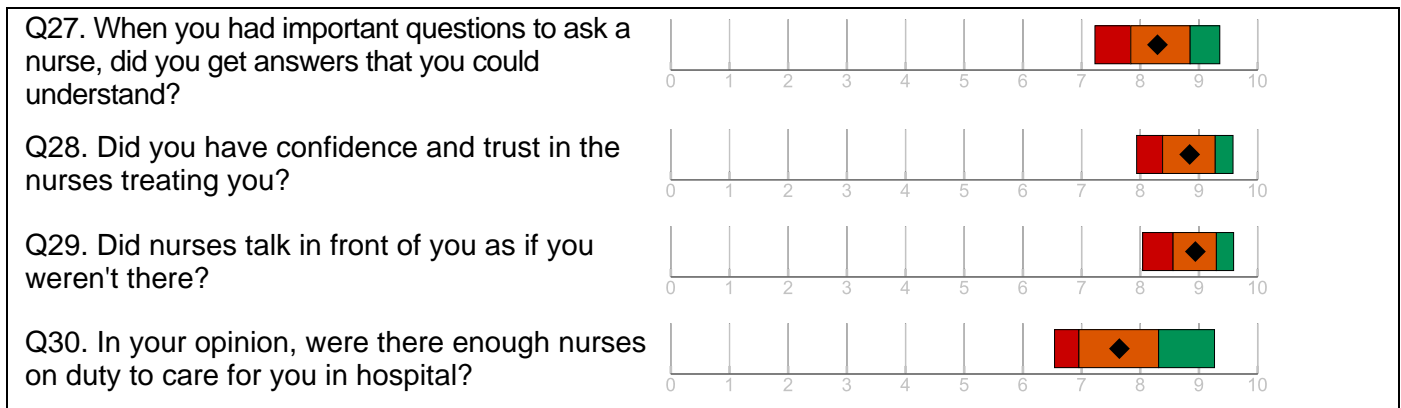 Q27. When you had important questions to ask a
nurse, did you get answers that you could
understand?
0 1 2 3 4 5 6 7 8 9 10
Q28. Did you have confidence and trust in the
nurses treating you?
0 1 2 3 4 5 6 7 8 9 10
Q29. Did nurses talk in front of you as if you
weren't there?
0 1 2 3 4 5 6 7 8 9 10
Q30. In your opinion, were there enough nurses
on duty to care for you in hospital?
0 1 2 3 4 5 6 7 8 9 10